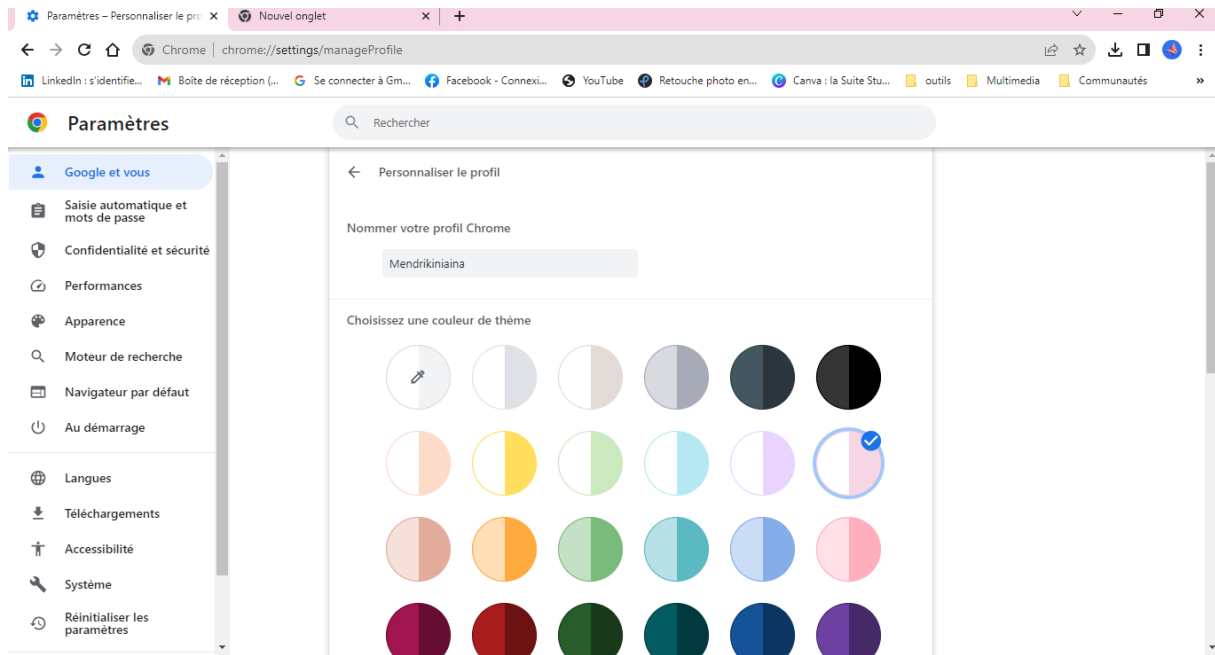 Paramètres – Personnaliser le pro
Nouvel onglet
Chrome | chrome://settings/manageProfile
LinkedIn : s'identifie...
Boîte de réception (...
Se connecter à Gm...
Facebook - Connexi...
YouTube
Retouche photo en...
Canva : la Suite Stu...
outils
Multimedia
Communautés
»
Paramètres
Rechercher
Google et vous
Saisie automatique et
mots de passe
Confidentialité et sécurité
Performances
Apparence
Moteur de recherche
Navigateur par défaut
Au démarrage
Langues
Téléchargements
Accessibilité
Système
Réinitialiser les
paramètres
Personnaliser le profil
Nommer votre profil Chrome
Mendrikiniaina
Choisissez une couleur de thème